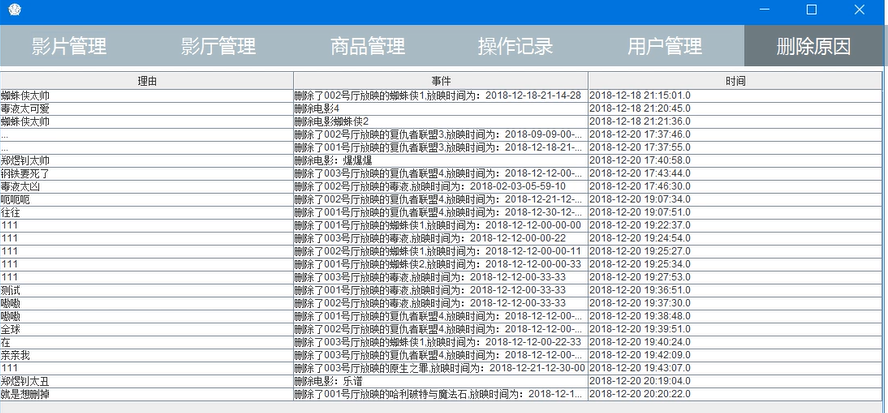 影片管理 影厅管理 商品管理 操作记录 用户管理 删除原因
理由 事件 时间
蜘蛛侠太帅 删除了002号厅放映的蜘蛛侠1,放映时间为：2018-12-18-21-14-28 2018-12-18 21:15:01.0
毒液太可爱 删除电影4 2018-12-18 21:20:45.0
蜘蛛侠太帅 删除电影蜘蛛侠2 2018-12-18 21:21:36.0
... 删除了002号厅放映的复仇者联盟3,放映时间为：2018-09-09-00-... 2018-12-20 17:37:46.0
... 删除了001号厅放映的复仇者联盟3,放映时间为：2018-12-18-21-... 2018-12-20 17:37:55.0
郑煜钊太帅 删除电影：爆爆爆 2018-12-20 17:40:58.0
钢铁要死了 删除了003号厅放映的复仇者联盟4,放映时间为：2018-12-12-00-... 2018-12-20 17:43:44.0
毒液太凶 删除了002号厅放映的毒液,放映时间为：2018-02-03-05-59-10 2018-12-20 17:46:30.0
呃呃呃 删除了002号厅放映的复仇者联盟4,放映时间为：2018-12-21-12-... 2018-12-20 19:07:34.0
往往 删除了001号厅放映的复仇者联盟4,放映时间为：2018-12-30-12-... 2018-12-20 19:07:51.0
111 删除了001号厅放映的蜘蛛侠1,放映时间为：2018-12-12-00-00-00 2018-12-20 19:22:37.0
111 删除了003号厅放映的毒液,放映时间为：2018-12-12-00-00-22 2018-12-20 19:24:54.0
111 删除了002号厅放映的蜘蛛侠1,放映时间为：2018-12-12-00-00-11 2018-12-20 19:25:27.0
111 删除了001号厅放映的蜘蛛侠2,放映时间为：2018-12-12-00-00-33 2018-12-20 19:25:34.0
111 删除了003号厅放映的毒液,放映时间为：2018-12-12-00-33-33 2018-12-20 19:27:53.0
测试 删除了001号厅放映的毒液,放映时间为：2018-12-12-00-33-33 2018-12-20 19:36:51.0
嘞嘞 删除了002号厅放映的毒液,放映时间为：2018-12-12-00-33-33 2018-12-20 19:37:30.0
嘞嘞 删除了001号厅放映的复仇者联盟4,放映时间为：2018-12-12-00-... 2018-12-20 19:38:48.0
全球 删除了002号厅放映的复仇者联盟4,放映时间为：2018-12-12-00-... 2018-12-20 19:39:51.0
在 删除了003号厅放映的蜘蛛侠1,放映时间为：2018-12-12-00-22-33 2018-12-20 19:40:24.0
亲亲我 删除了003号厅放映的复仇者联盟4,放映时间为：2018-12-12-00-... 2018-12-20 19:42:09.0
111 删除了003号厅放映的原生之罪,放映时间为：2018-12-21-12-30-00 2018-12-20 19:43:07.0
郑煜钊太丑 删除电影：乐谱 2018-12-20 20:19:04.0
就是想删掉 删除了001号厅放映的哈利破特与魔法石,放映时间为：2018-12-1... 2018-12-20 20:20:22.0